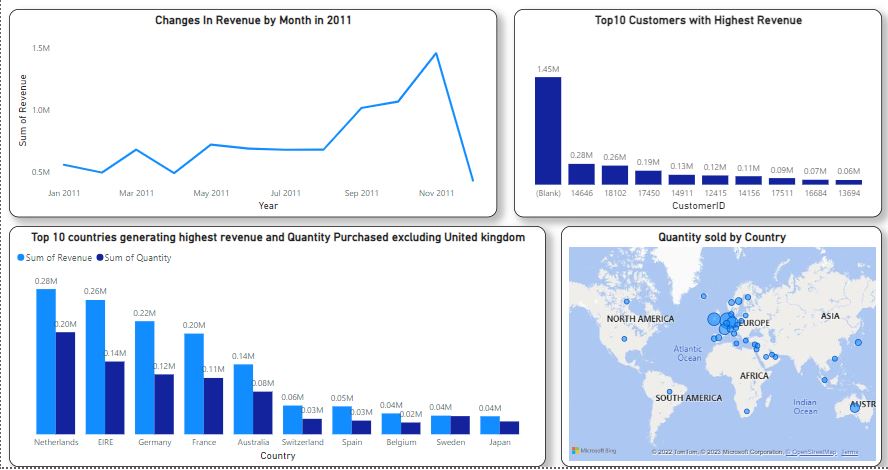 Changes In Revenue by Month in 2011
1.5M
1.0M
0.5M
Sum of Revenue
Jan 2011 Mar 2011 May 2011 Jul 2011 Sep 2011 Nov 2011
Year
Top10 Customers with Highest Revenue
1.45M
0.28M 0.26M 0.19M 0.13M 0.12M 0.11M 0.09M 0.07M 0.06M
(Blank) 14646 18102 17450 14911 12415 14156 17511 16684 13694
CustomerID
Top 10 countries generating highest revenue and Quantity Purchased excluding United kingdom
Sum of Revenue Sum of Quantity
0.28M 0.20M 0.26M 0.14M 0.22M 0.12M 0.20M 0.11M 0.14M 0.08M 0.06M 0.03M 0.05M 0.03M 0.04M 0.02M 0.04M 0.04M
Netherlands EIRE Germany France Australia Switzerland Spain Belgium Sweden Japan
Country
Quantity sold by Country
NORTH AMERICA
EUROPE
ASIA
Atlantic
Ocean
AFRICA
SOUTH AMERICA
Indian
Ocean
AUSTR
Microsoft Bing
© 2022 TomTom, © 2023 Microsoft Corporation, © OpenStreetMap Terms